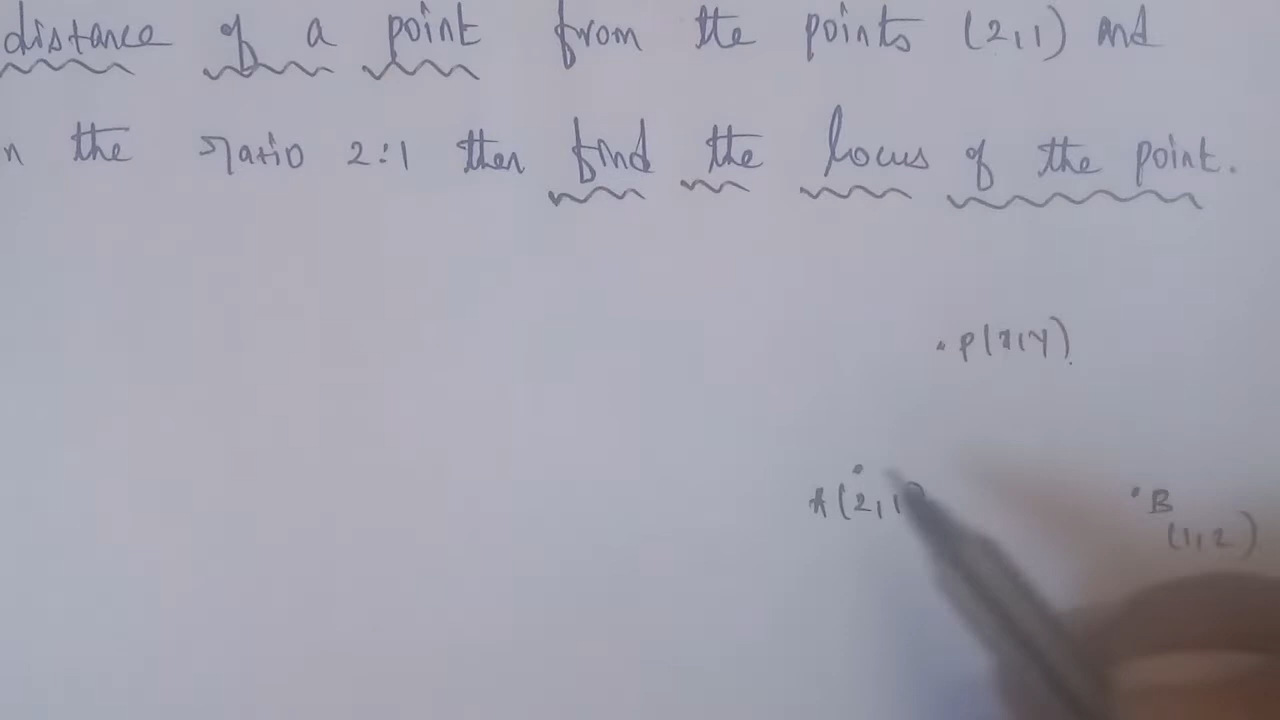 distance of a point from the points (2,1) and
n the ratio 2:1 then find the locus of the point.
P(x,y)
A(2,1)
B
(1,2)